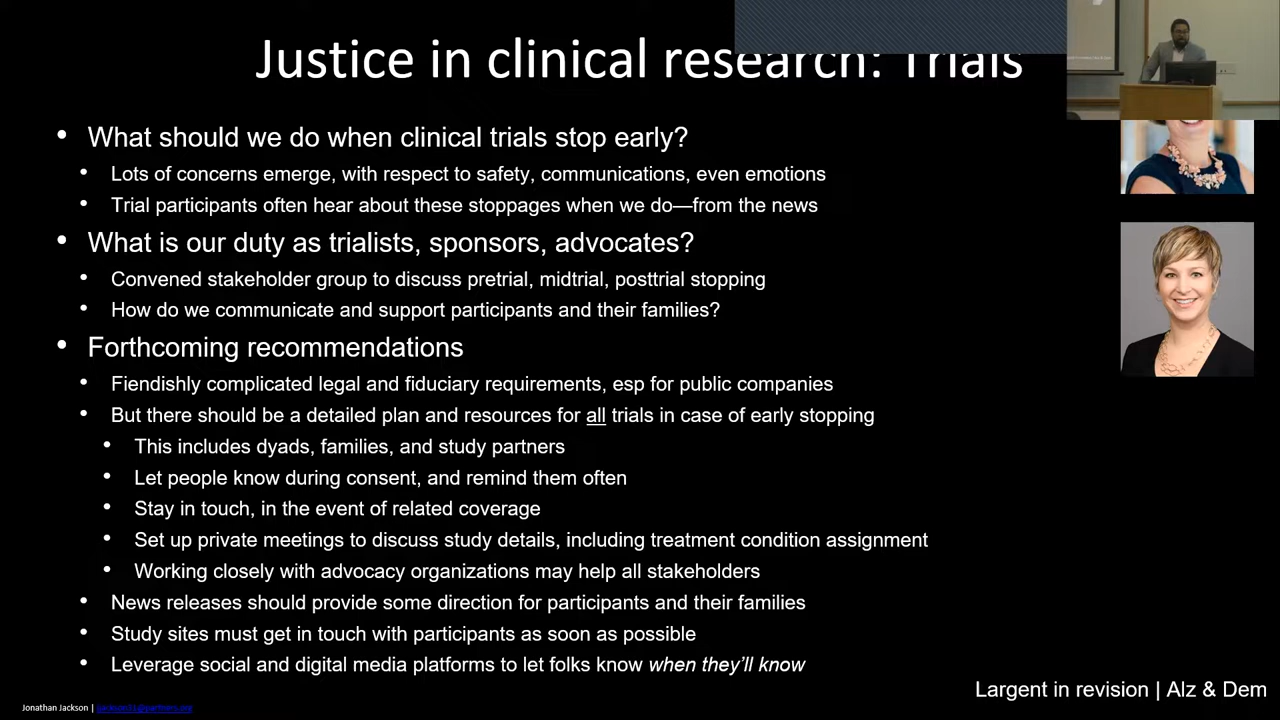 Justice in clinical research: Trials
• What should we do when clinical trials stop early?
• Lots of concerns emerge, with respect to safety, communications, even emotions
• Trial participants often hear about these stoppages when we do—from the news
• What is our duty as trialists, sponsors, advocates?
• Convened stakeholder group to discuss pretrial, midtrial, posttrial stopping
• How do we communicate and support participants and their families?
• Forthcoming recommendations
• Fiendishly complicated legal and fiduciary requirements, esp for public companies
• But there should be a detailed plan and resources for all trials in case of early stopping
• This includes dyads, families, and study partners
• Let people know during consent, and remind them often
• Stay in touch, in the event of related coverage
• Set up private meetings to discuss study details, including treatment condition assignment
• Working closely with advocacy organizations may help all stakeholders
• News releases should provide some direction for participants and their families
• Study sites must get in touch with participants as soon as possible
• Leverage social and digital media platforms to let folks know when they'll know
Largent in revision | Alz & Dem
Jonathan Jackson |